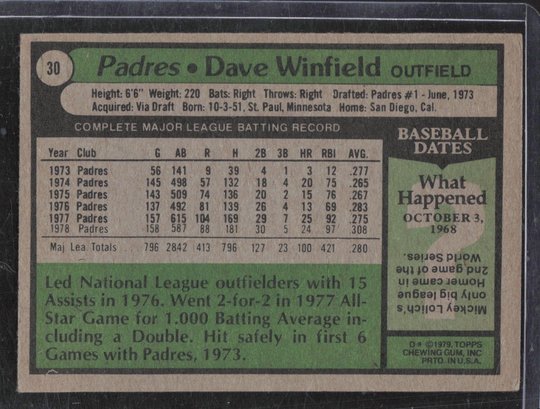 30
Padres • Dave Winfield OUTFIELD
Height: 6'6" Weight: 220 Bats: Right Throws: Right Drafted: Padres #1 - June, 1973
Acquired: Via Draft Born: 10-3-51, St. Paul, Minnesota Home: San Diego, Cal.
COMPLETE MAJOR LEAGUE BATTING RECORD
Year Club G AB R H 2B 3B HR RBI AVG.
1973 Padres 56 141 9 39 4 1 3 12 .277
1974 Padres 145 498 57 132 18 4 20 75 .265
1975 Padres 143 509 74 136 20 2 15 76 .267
1976 Padres 137 492 81 139 26 4 13 69 .283
1977 Padres 157 615 104 169 29 7 25 92 .275
1978 Padres 158 587 88 181 30 5 24 97 .308
Maj Lea Totals . . 796 2842 413 796 127 23 100 421 .280
Led National League outfielders with 15
Assists in 1976. Went 2-for-2 in 1977 All-
Star Game for 1.000 Batting Average in-
cluding a Double. Hit safely in first 6
Games with Padres, 1973.
BASEBALL
DATES
What
Happened
OCTOBER 3,
1968
?
Mickey Lolich's
only big league
Homer came in
2nd game of the
World Series.
D* © 1979, TOPPS
CHEWING GUM, INC
PRTD. IN U.S.A.